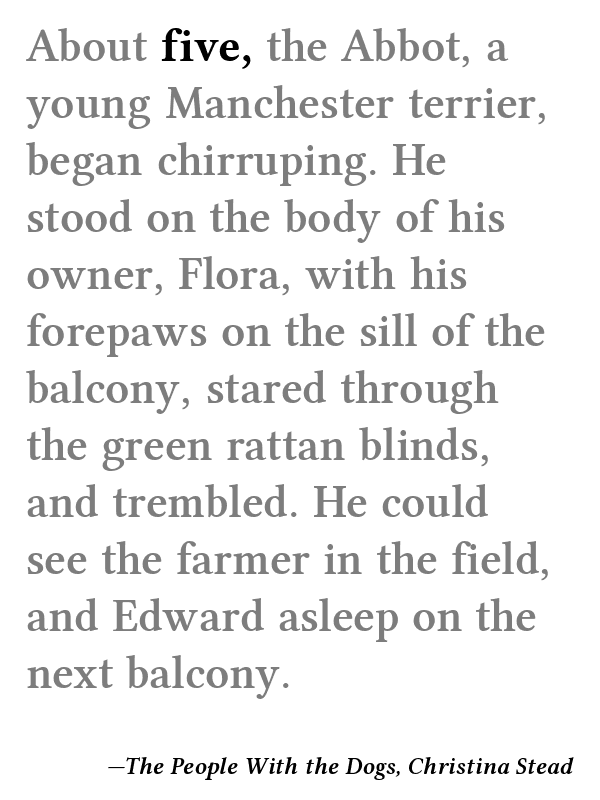 About five, the Abbot, a
young Manchester terrier,
began chirruping. He
stood on the body of his
owner, Flora, with his
forepaws on the sill of the
balcony, stared through
the green rattan blinds,
and trembled. He could
see the farmer in the field,
and Edward asleep on the
next balcony.
—The People With the Dogs, Christina Stead